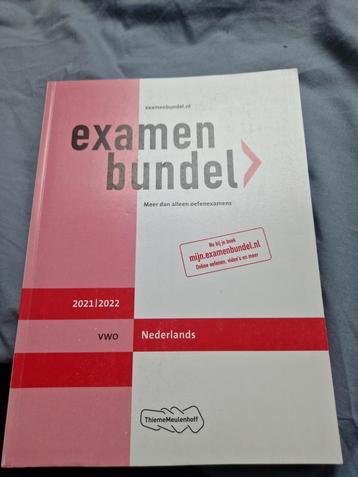 examenbundel.nl
examen
bundel
Meer dan alleen oefenexamens
Nu bij je boek
mijn.examenbundel.nl
Online oefenen, video's en meer
2021|2022
vwo
Nederlands
ThiemeMeulenhoff